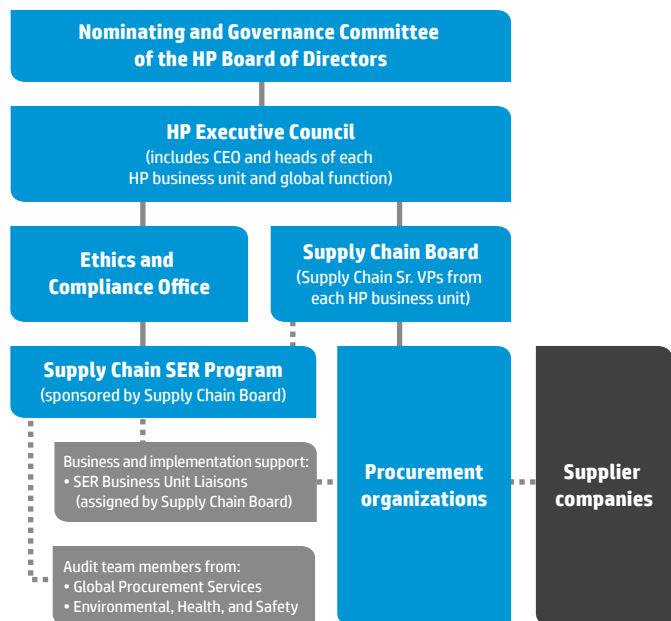 Nominating and Governance Committee
of the HP Board of Directors
HP Executive Council
(includes CEO and heads of each
HP business unit and global function)
Ethics and
Compliance Office
Supply Chain Board
(Supply Chain Sr. VPs from
each HP business unit)
Supply Chain SER Program
(sponsored by Supply Chain Board)
Business and implementation support:
• SER Business Unit Liaisons
(assigned by Supply Chain Board)
Procurement
organizations
Supplier
companies
Audit team members from:
• Global Procurement Services
• Environmental, Health, and Safety